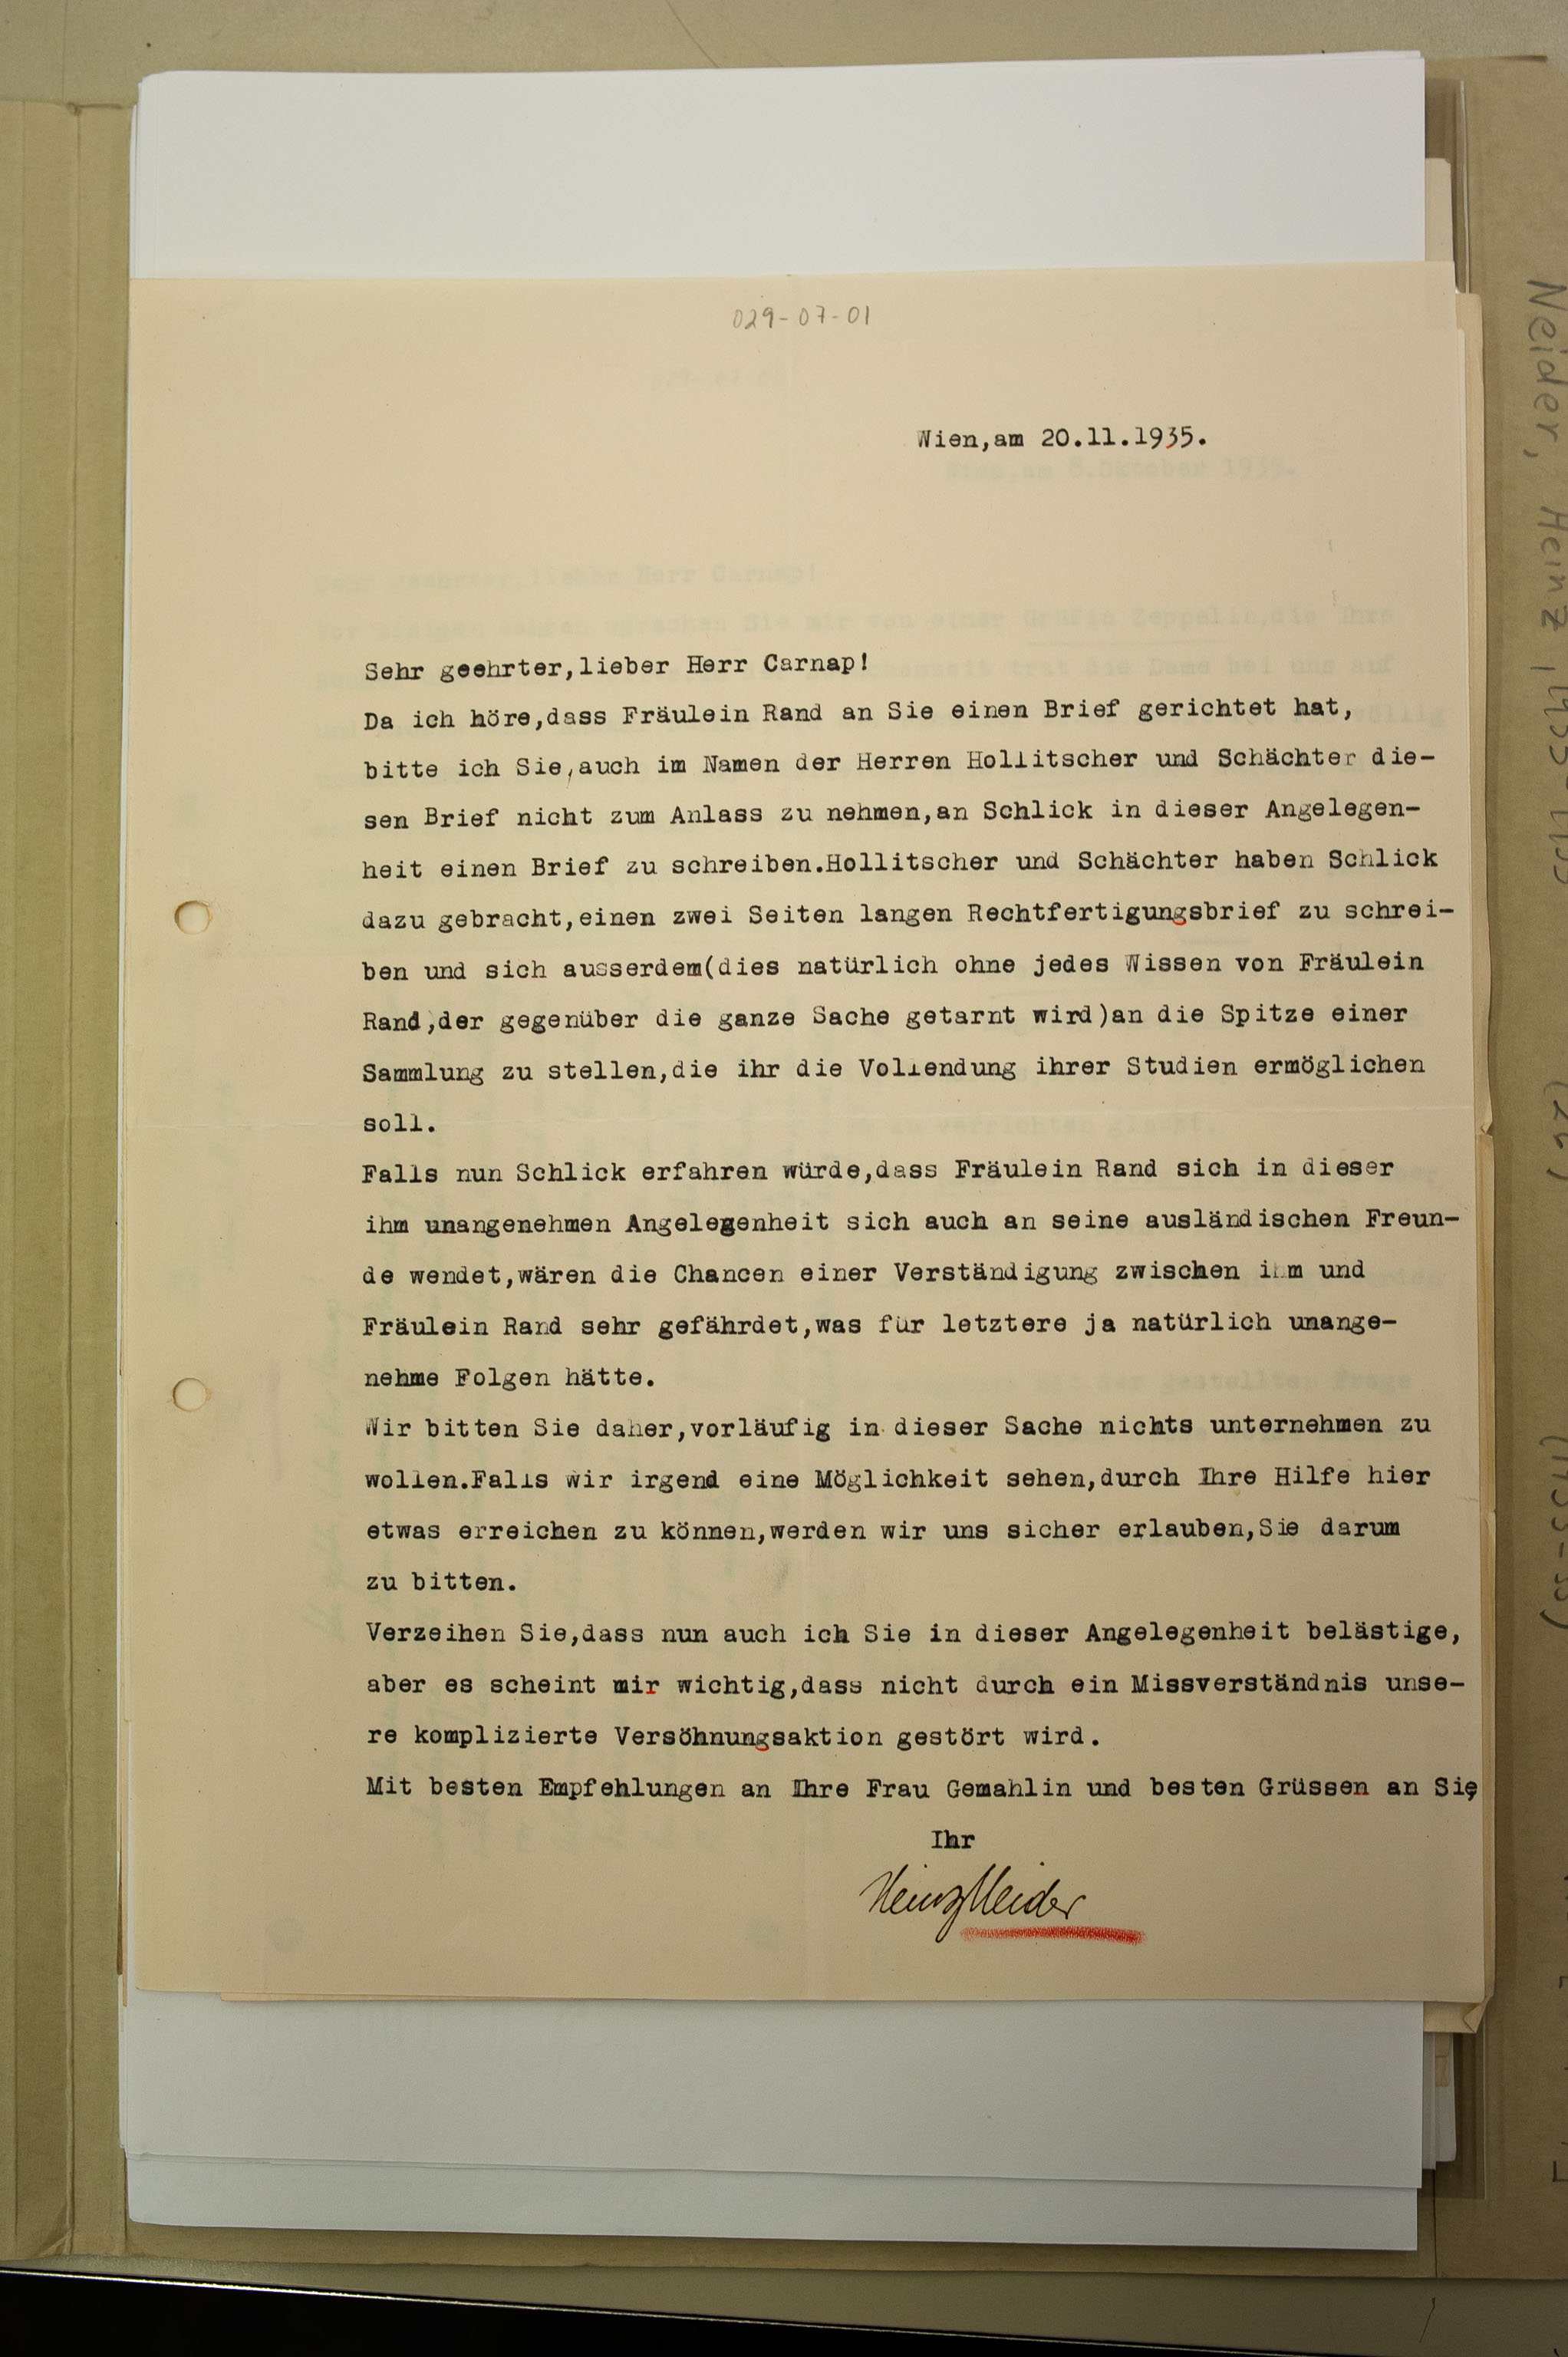 029-07-01
Wien,am 20.11.1935.
Sehr geehrter,lieber Herr Carnap!
Da ich höre,dass Fräulein Rand an Sie einen Brief gerichtet hat,
bitte ich Sie,auch im Namen der Herren Hollitscher und Schächter die-
sen Brief nicht zum Anlass zu nehmen,an Schlick in dieser Angelegen-
heit einen Brief zu schreiben.Hollitscher und Schächter haben Schlick
dazu gebracht,einen zwei Seiten langen Rechtfertigungsbrief zu schrei-
ben und sich ausserdem(dies natürlich ohne jedes Wissen von Fräulein
Rand,der gegenüber die ganze Sache getarnt wird)an die Spitze einer
Sammlung zu stellen,die ihr die Vollendung ihrer Studien ermöglichen
soll.
Falls nun Schlick erfahren würde,dass Fräulein Rand sich in dieser
ihm unangenehmen Angelegenheit sich auch an seine ausländischen Freun-
de wendet,wären die Chancen einer Verständigung zwischen ihm und
Fräulein Rand sehr gefährdet,was für letztere ja natürlich unange-
nehme Folgen hätte.
Wir bitten Sie daher,vorläufig in dieser Sache nichts unternehmen zu
wollen.Falls wir irgend eine Möglichkeit sehen,durch Ihre Hilfe hier
etwas erreichen zu können,werden wir uns sicher erlauben,Sie darum
zu bitten.
Verzeihen Sie,dass nun auch ich Sie in dieser Angelegenheit belästige,
aber es scheint mir wichtig,dass nicht durch ein Missverständnis unse-
re komplizierte Versöhnungsaktion gestört wird.
Mit besten Empfehlungen an Ihre Frau Gemahlin und besten Grüssen an Sie,
Ihr
Heinz Neider
Neider, Heinz